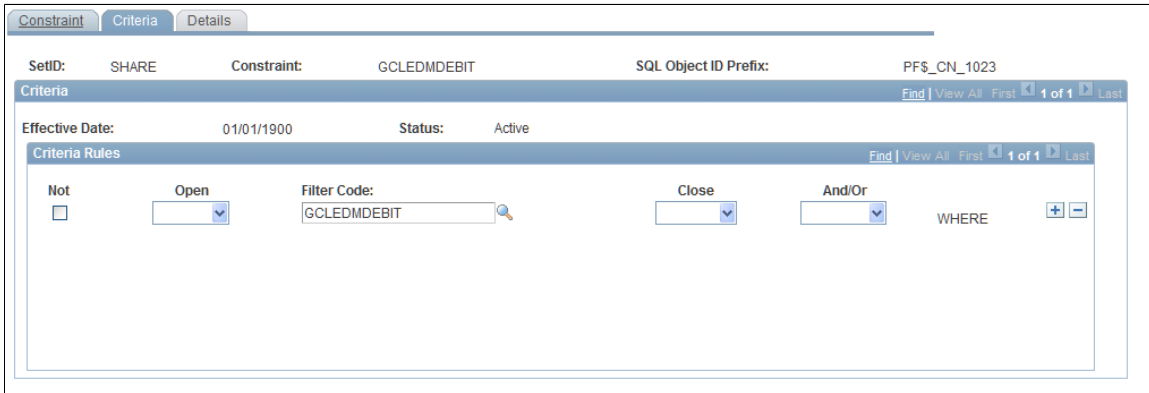 Constraint Criteria Details
SetID: SHARE Constraint: GCLEDMDEBIT SQL Object ID Prefix: PF$_CN_1023
Criteria Find | View All First 1 of 1 Last
Effective Date: 01/01/1900 Status: Active
Criteria Rules Find | View All First 1 of 1 Last
Not Open Filter Code: Close And/Or
GCLEDMDEBIT WHERE